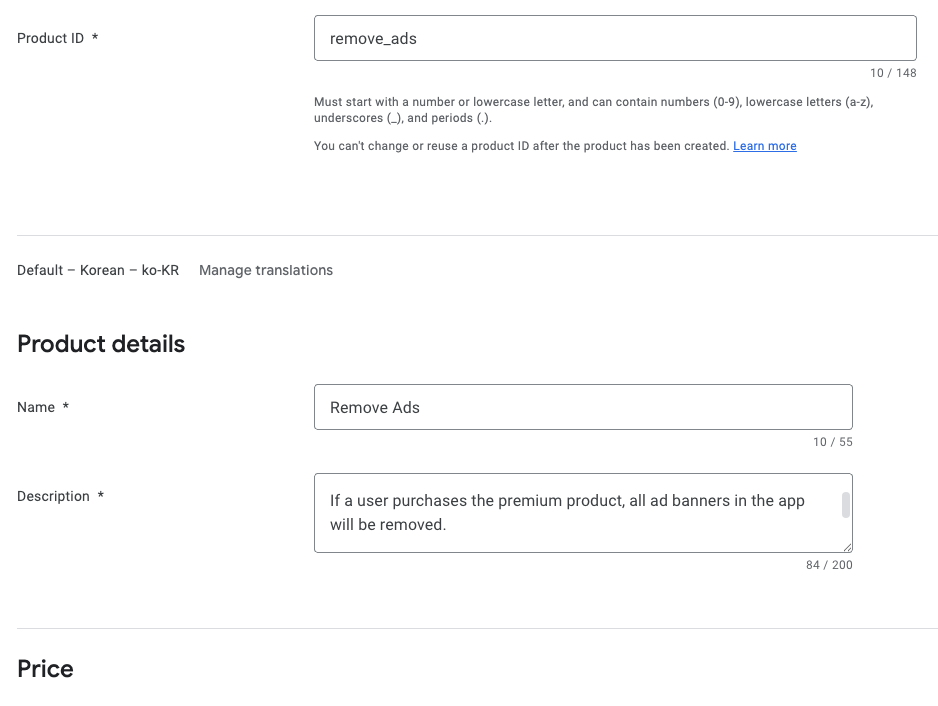 Product ID *
remove_ads
10 / 148
Must start with a number or lowercase letter, and can contain numbers (0-9), lowercase letters (a-z),
underscores (_), and periods (.).
You can't change or reuse a product ID after the product has been created. Learn more
Default – Korean – ko-KR Manage translations
Product details
Name *
Remove Ads
10 / 55
Description *
If a user purchases the premium product, all ad banners in the app
will be removed.
84 / 200
Price